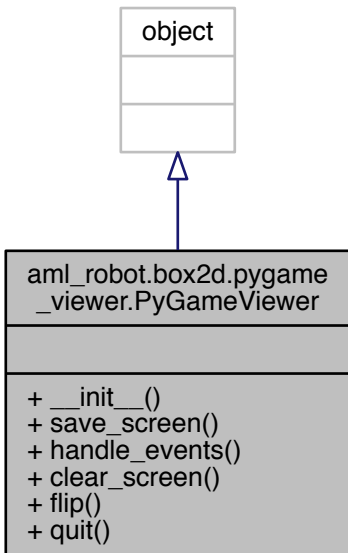 object
aml_robot.box2d.pygame
_viewer.PyGameViewer
+ __init__()
+ save_screen()
+ handle_events()
+ clear_screen()
+ flip()
+ quit()